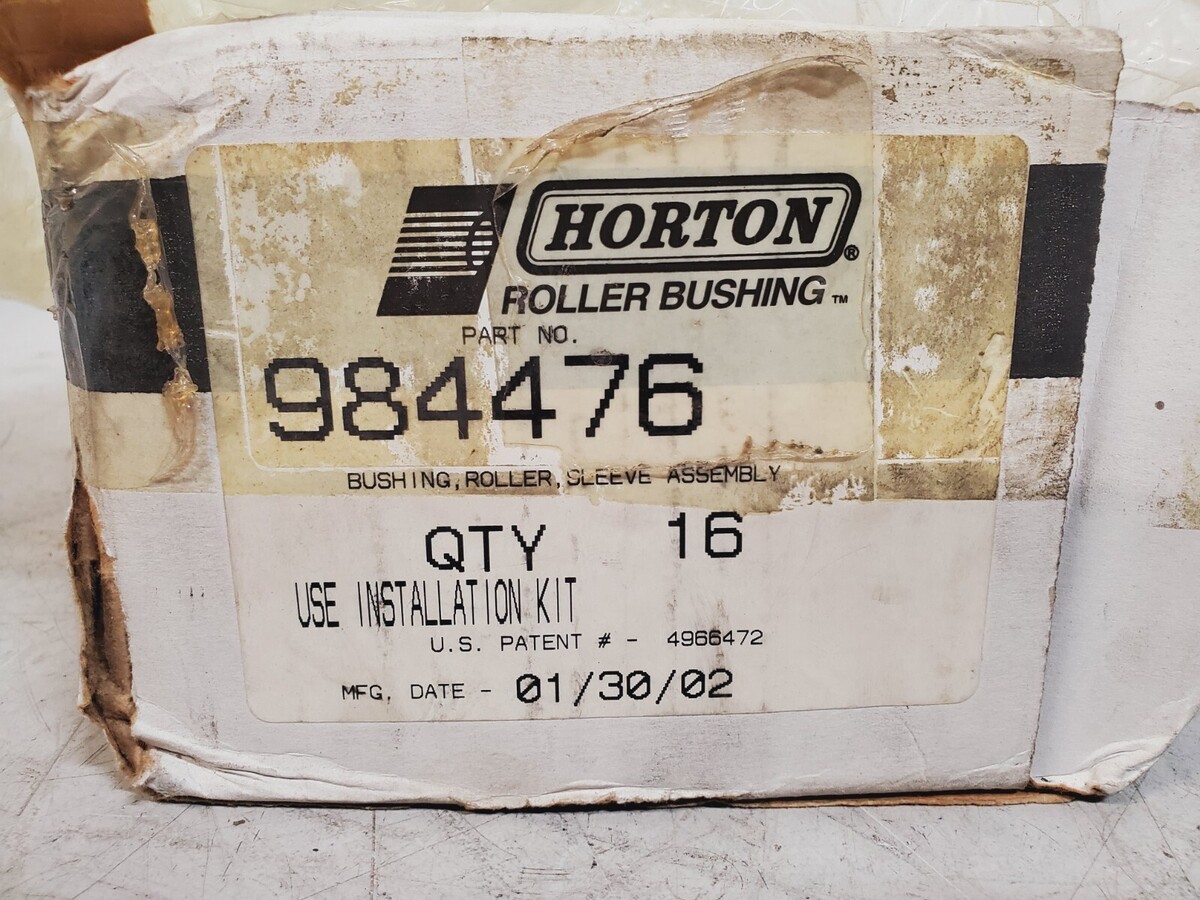 HORTON®
ROLLER BUSHING™
PART NO.
984476
BUSHING,ROLLER,SLEEVE ASSEMBLY
QTY 16
USE INSTALLATION KIT
U.S. PATENT # - 4966472
MFG. DATE - 01/30/02